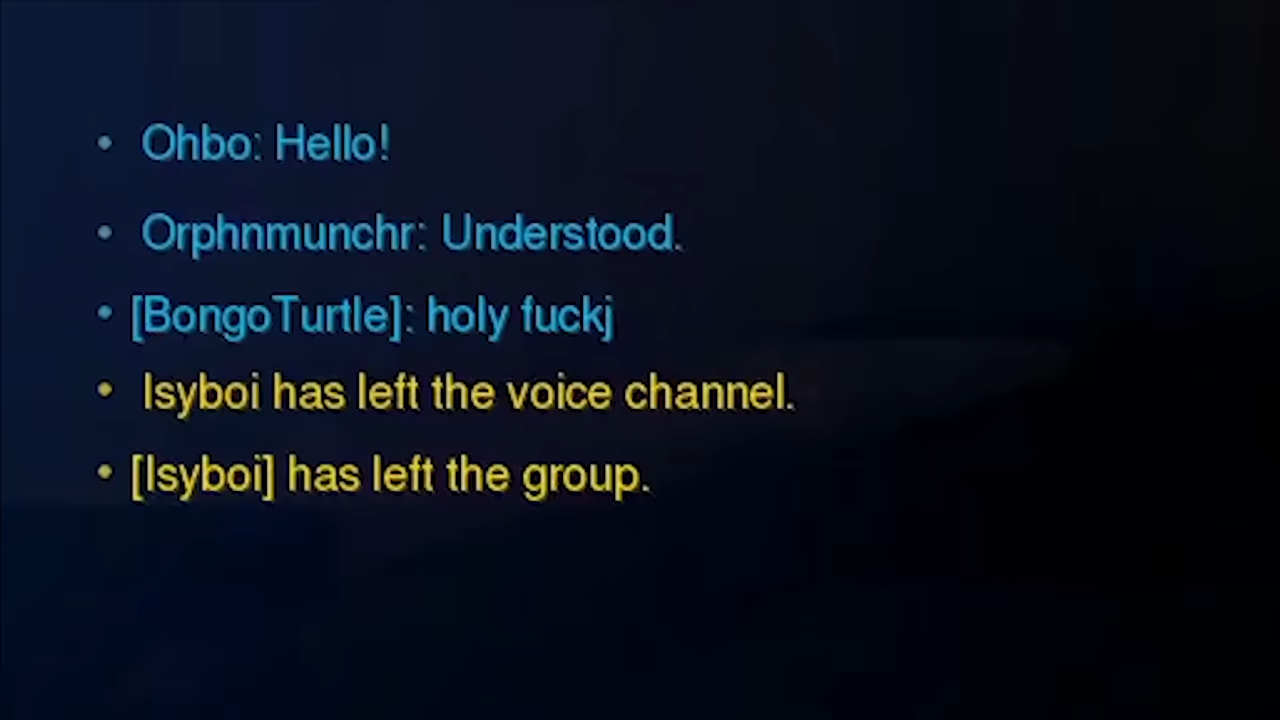 • Ohbo: Hello!
• Orphnmunchr: Understood.
• [BongoTurtle]: holy fuckj
• Isyboi has left the voice channel.
• [Isyboi] has left the group.